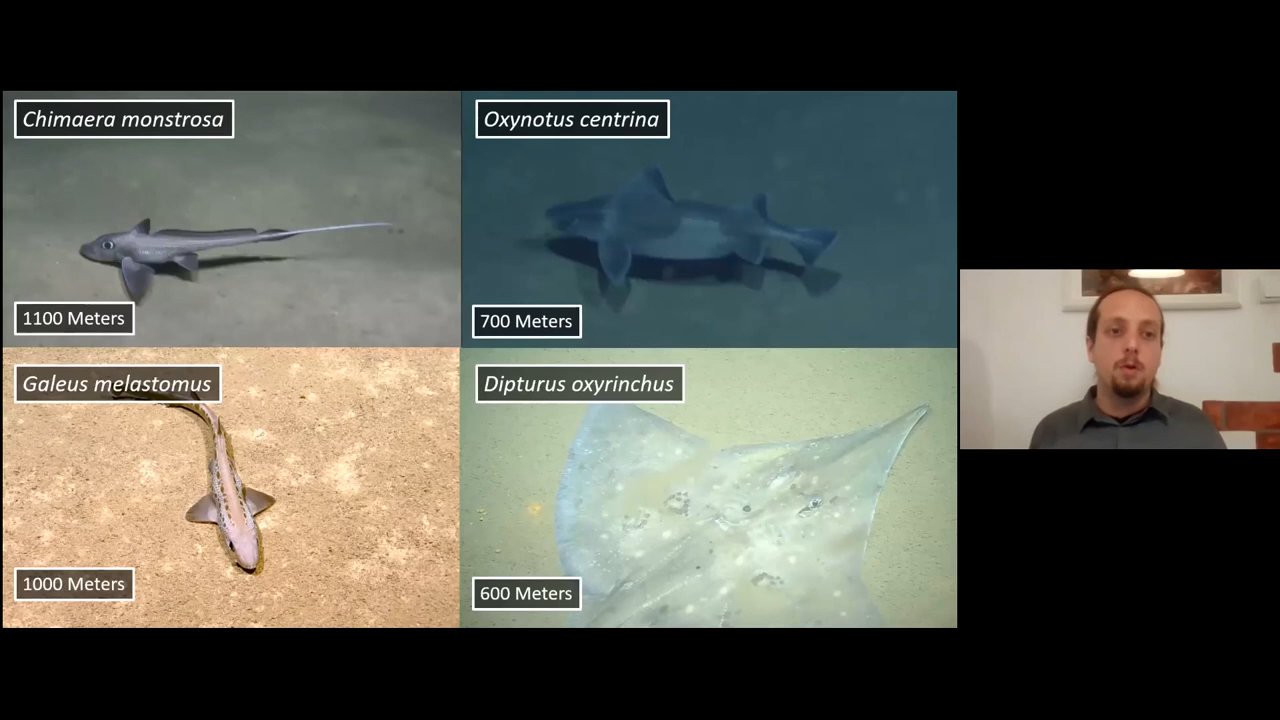 Chimaera monstrosa
Oxynotus centrina
1100 Meters
700 Meters
Galeus melastomus
Dipturus oxyrinchus
1000 Meters
600 Meters